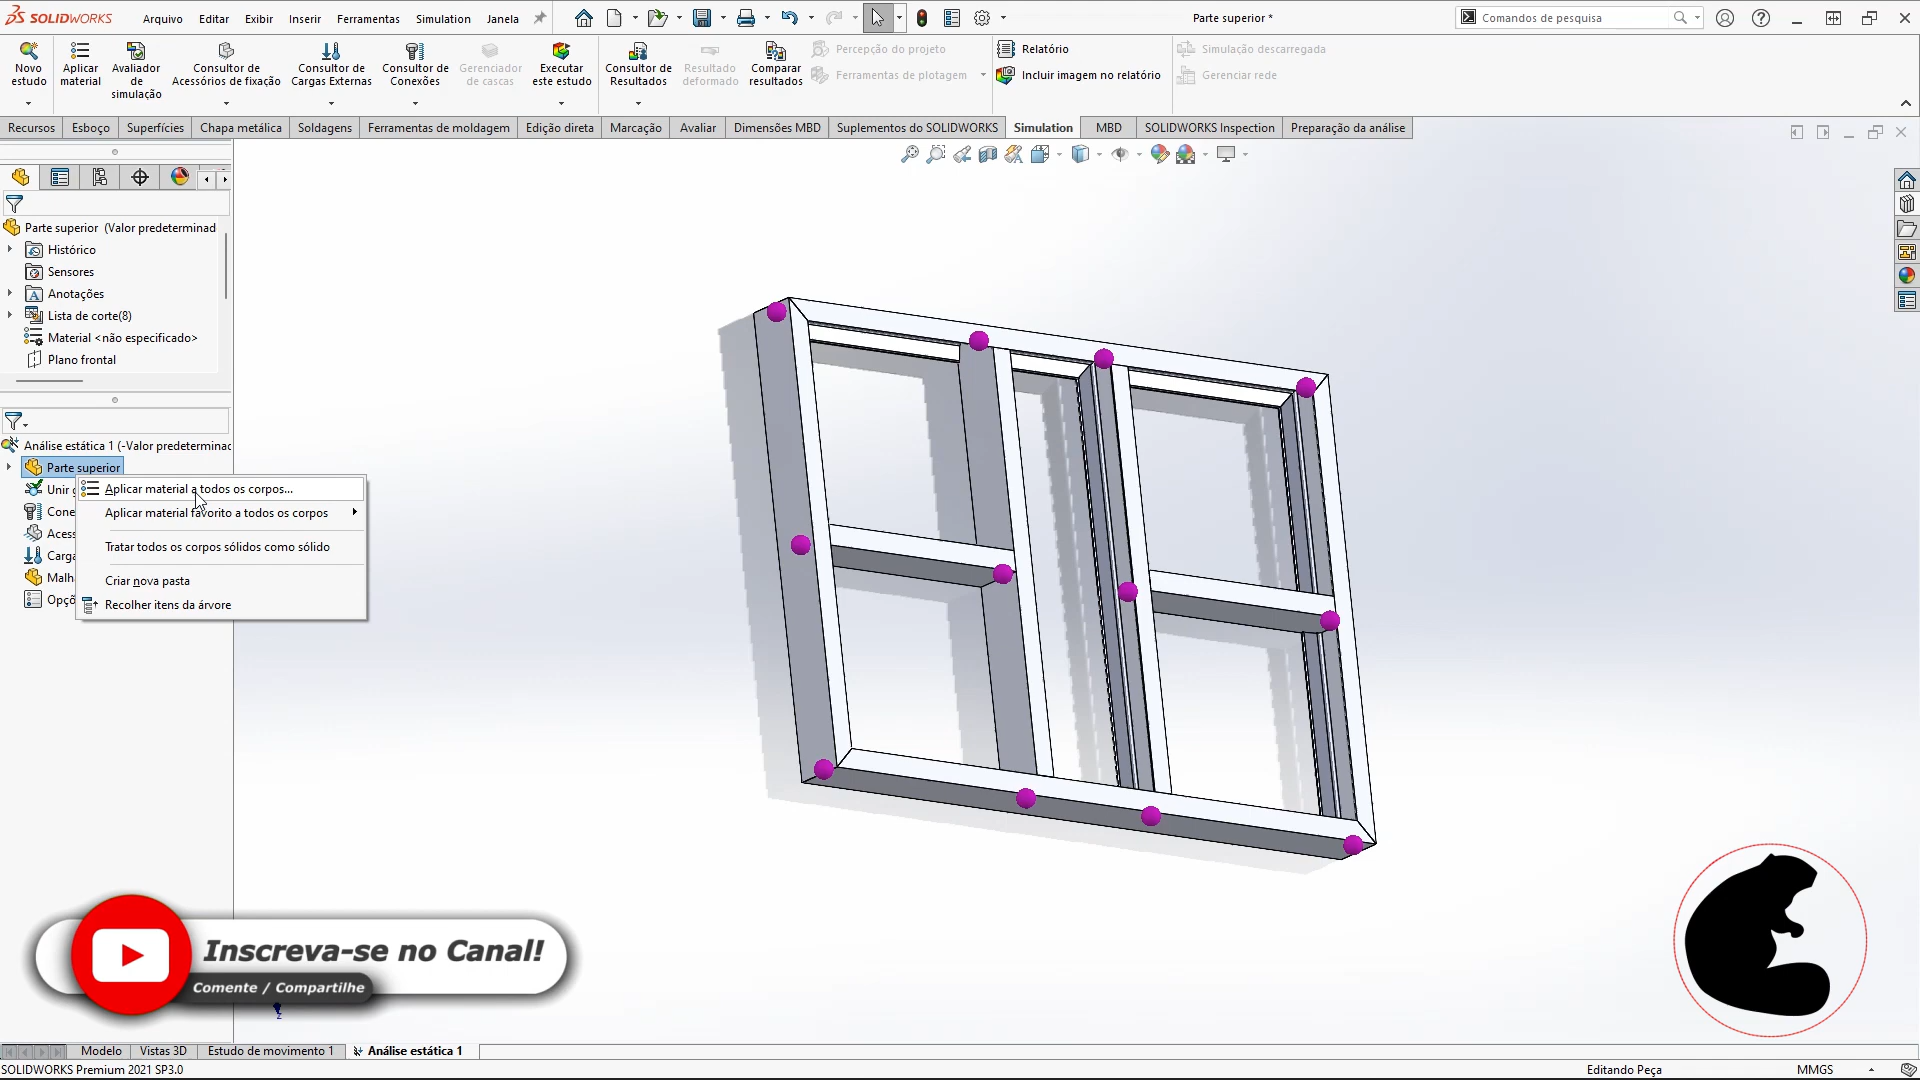 SOLIDWORKS
Arquivo Editar Exibir Inserir Ferramentas Simulation Janela
Parte superior *
Comandos de pesquisa
Novo estudo
Aplicar material
Avaliador de simulação
Consultor de Acessórios de fixação
Consultor de Cargas Externas
Consultor de Conexões
Gerenciador de cascas
Executar este estudo
Consultor de Resultados
Resultado deformado
Comparar resultados
Percepção do projeto
Ferramentas de plotagem
Relatório
Incluir imagem no relatório
Simulação descarregada
Gerenciar rede
Recursos Esboço Superfícies Chapa metálica Soldagens Ferramentas de moldagem Edição direta Marcação Avaliar Dimensões MBD Suplementos do SOLIDWORKS Simulation MBD SOLIDWORKS Inspection Preparação da análise
Parte superior (Valor predeterminad
Histórico
Sensores
Anotações
Lista de corte(8)
Material <não especificado>
Plano frontal
Análise estática 1 (-Valor predeterminac
Parte superior
Unir g
Cone
Acess
Carga
Malh
Opçõ
Aplicar material a todos os corpos...
Aplicar material favorito a todos os corpos
Tratar todos os corpos sólidos como sólido
Criar nova pasta
Recolher itens da árvore
Inscreva-se no Canal!
Comente / Compartilhe
z
Modelo Vistas 3D Estudo de movimento 1 Análise estática 1
SOLIDWORKS Premium 2021 SP3.0
Editando Peça
MMGS